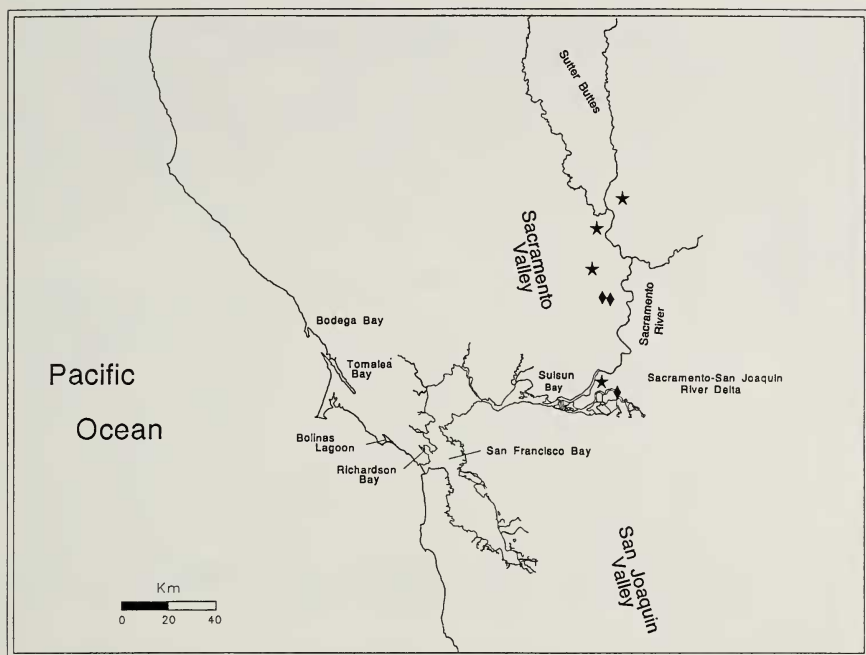 Sutter Buttes
Sacramento
Valley
Sacramento
River
Bodega Bay
Tomales
Bay
Pacific
Ocean
Suisun
Bay
Sacramento-San Joaquin
River Delta
Bolinas
Lagoon
Richardson
Bay
San Francisco Bay
San Joaquin
Valley
Km
0 20 40